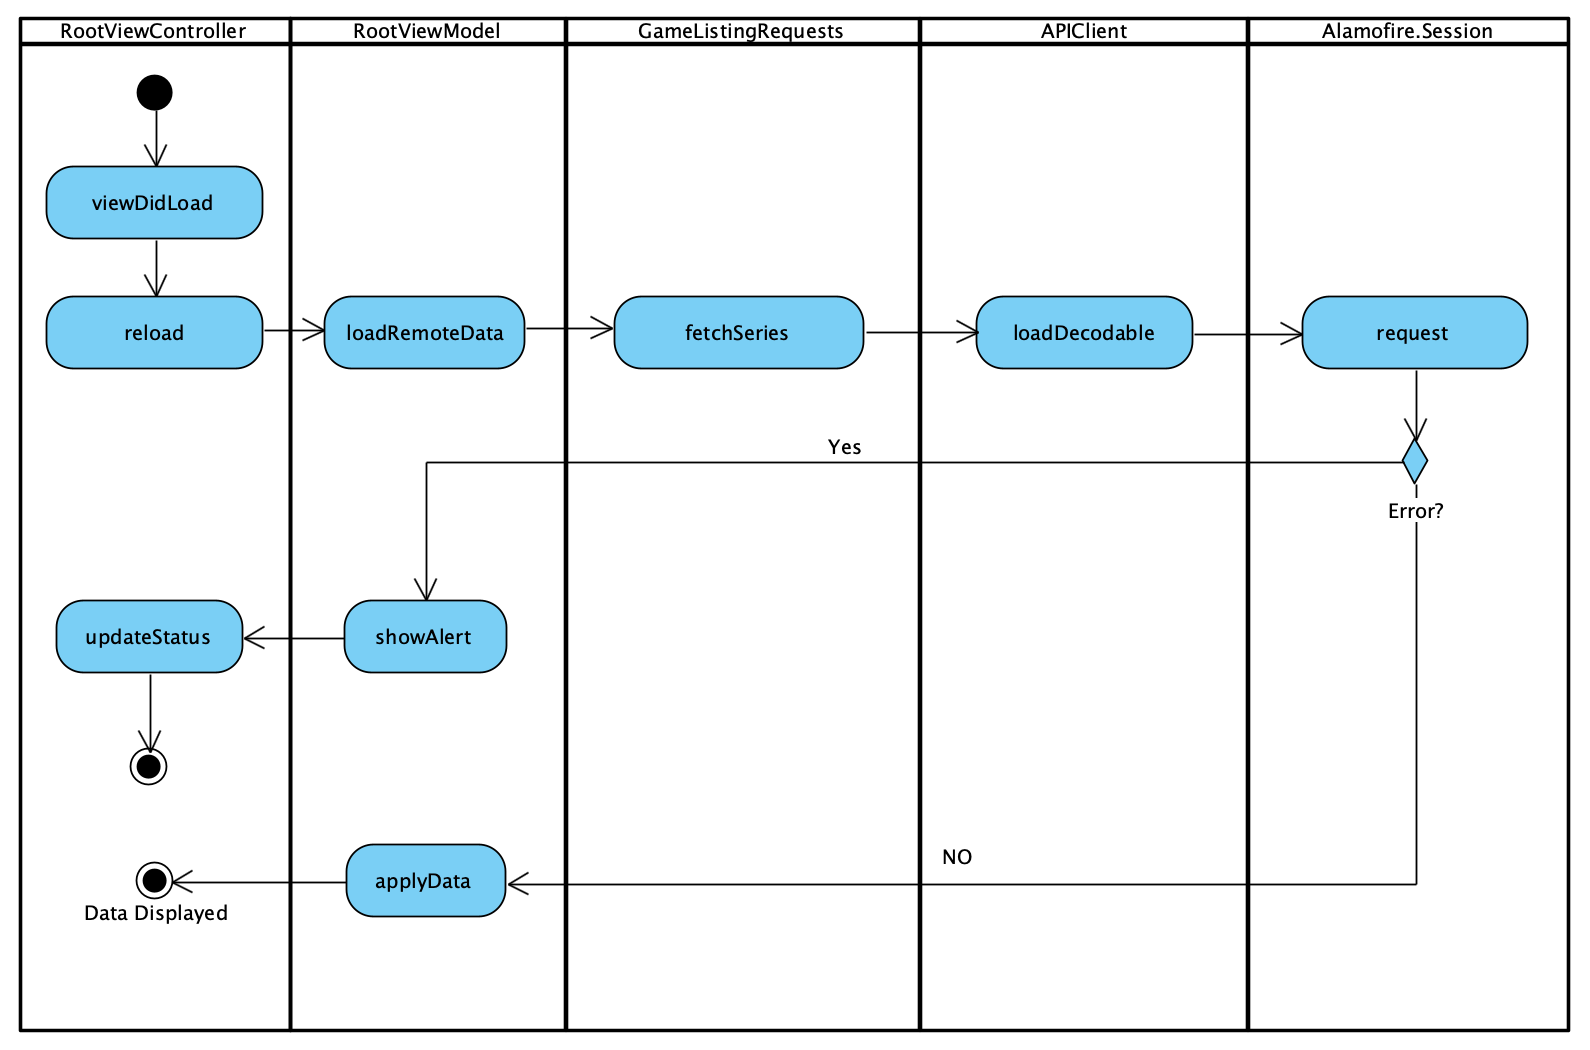 RootViewController
RootViewModel
GameListingRequests
APIClient
Alamofire.Session
viewDidLoad
reload
loadRemoteData
fetchSeries
loadDecodable
request
Yes
Error?
updateStatus
showAlert
NO
applyData
Data Displayed